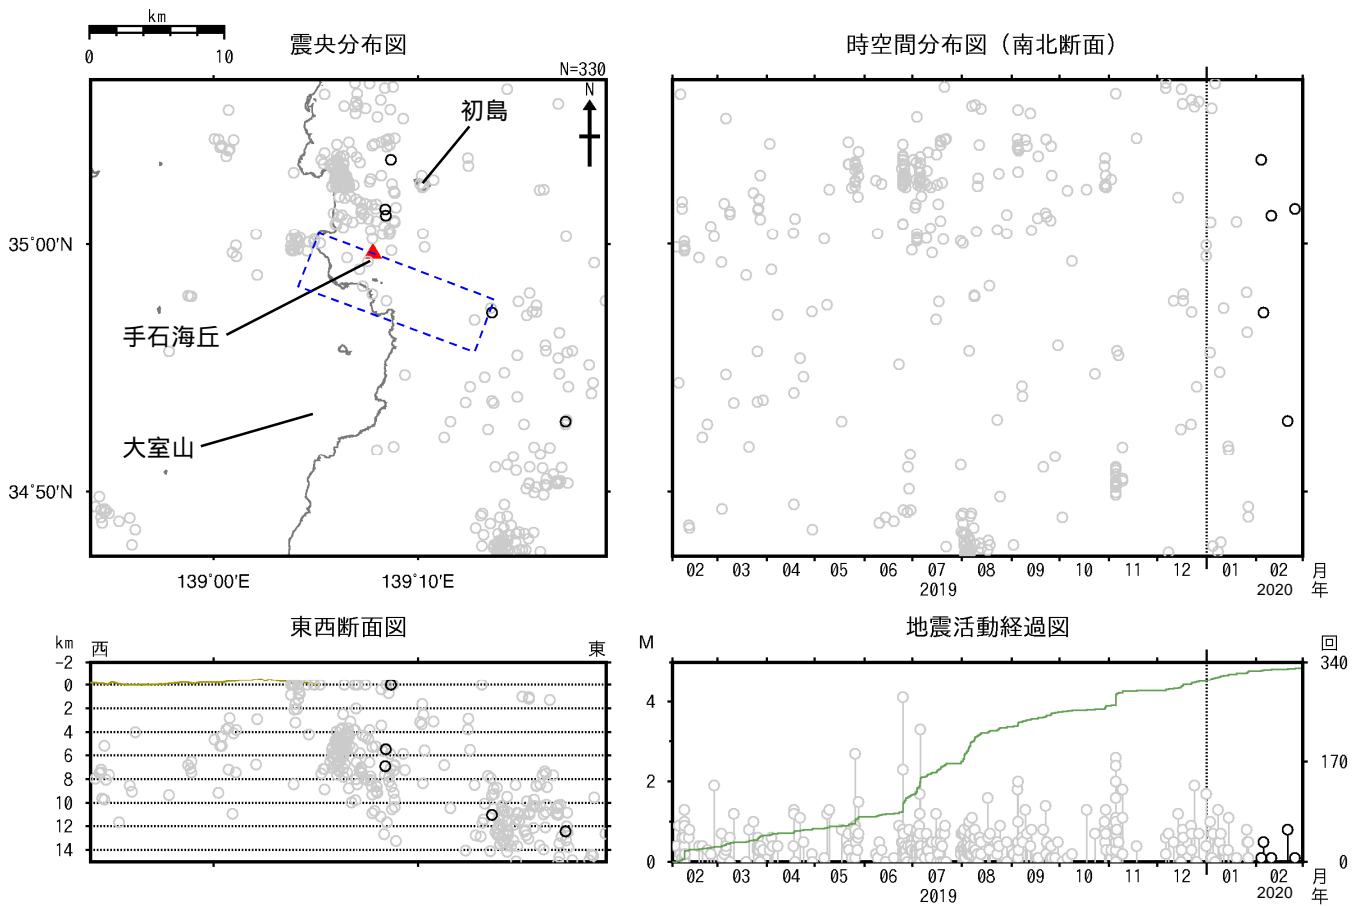 km
0 10
震央分布図
N=330
N
初島
手石海丘
大室山
35°00'N
34°50'N
139°00'E 139°10'E
時空間分布図（南北断面）
02 03 04 05 06 07 08 09 10 11 12 01 02 月
2019 2020 年
東西断面図
km 西 東
-2
0
2
4
6
8
10
12
14
地震活動経過図
M 回
4
2
0
340
170
0
02 03 04 05 06 07 08 09 10 11 12 01 02 月
2019 2020 年